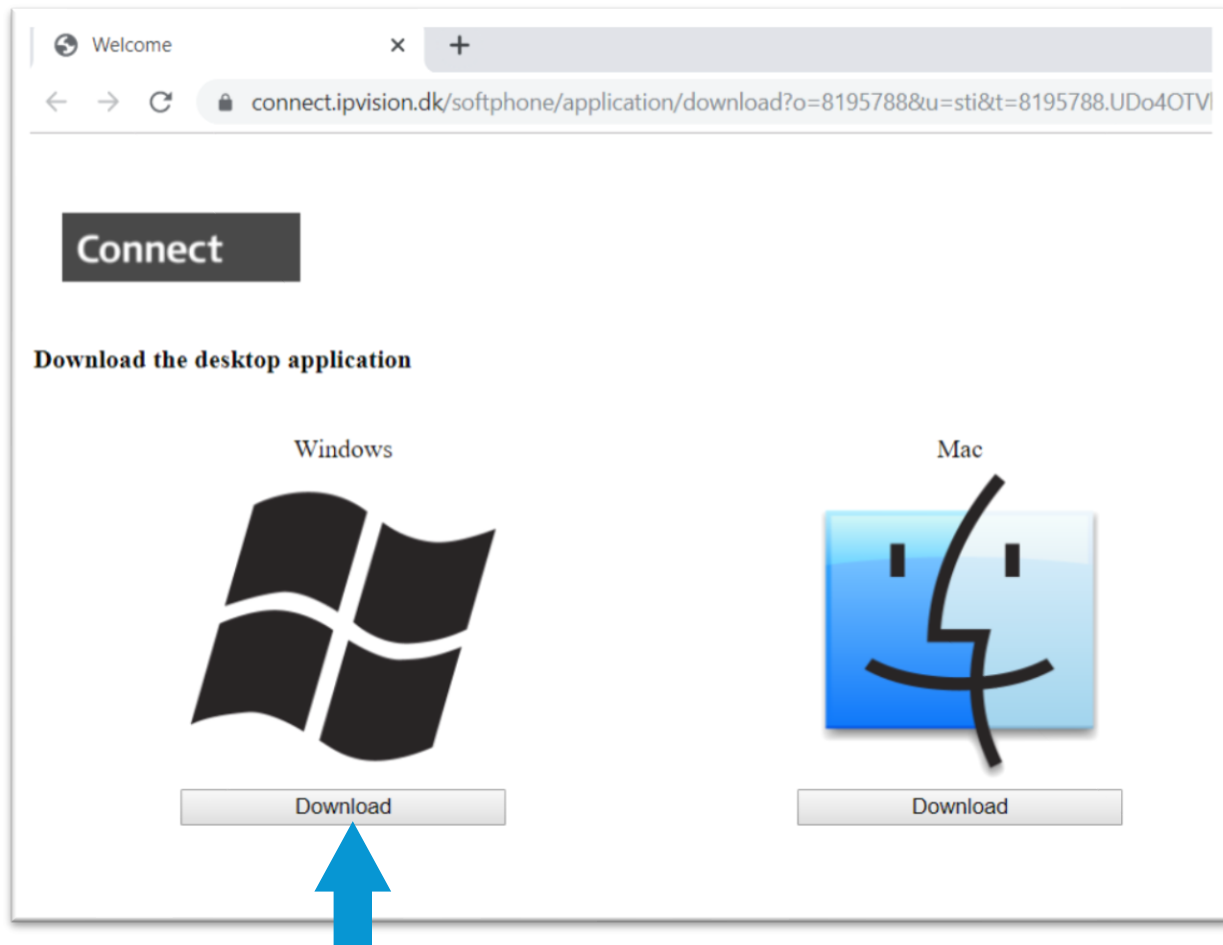 Welcome
connect.ipvision.dk/softphone/application/download?o=8195788&u=sti&t=8195788.UDo4OTV
Connect
Download the desktop application
Windows Mac
Download Download